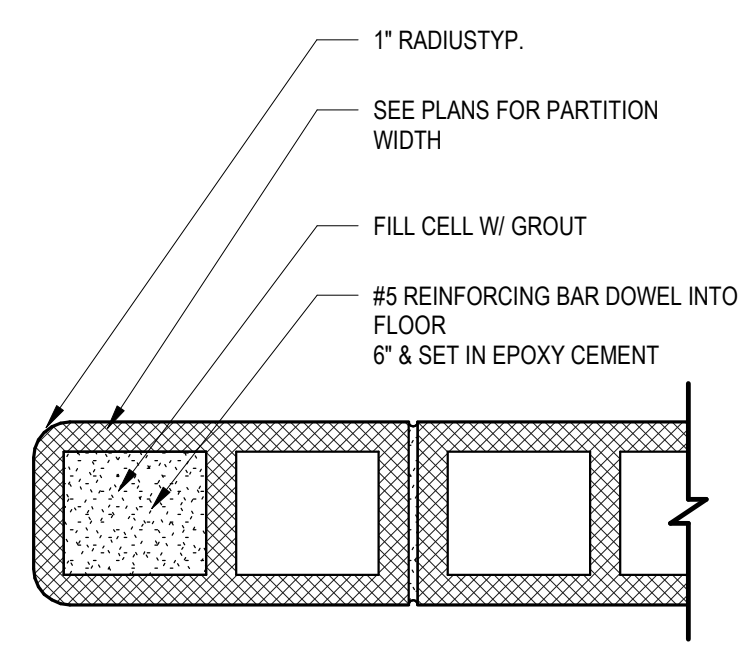 1" RADIUSTYP.
SEE PLANS FOR PARTITION
WIDTH
FILL CELL W/ GROUT
#5 REINFORCING BAR DOWEL INTO
FLOOR
6" & SET IN EPOXY CEMENT